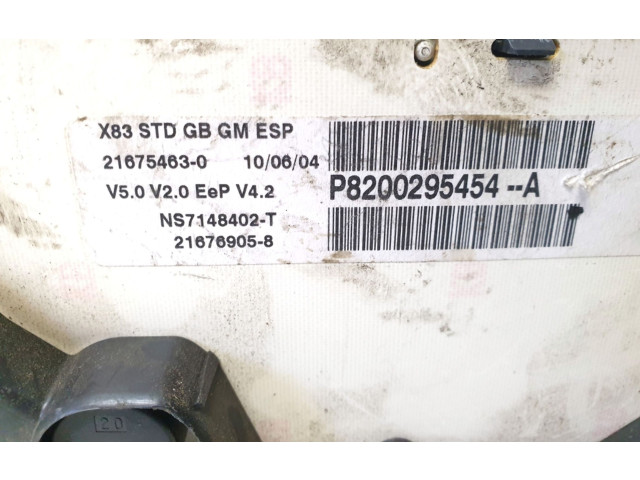 X83 STD GB GM ESP
21675463-0 10/06/04
V5.0 V2.0 EeP V4.2
NS7148402-T
21676905-8
P8200295454 --A
20